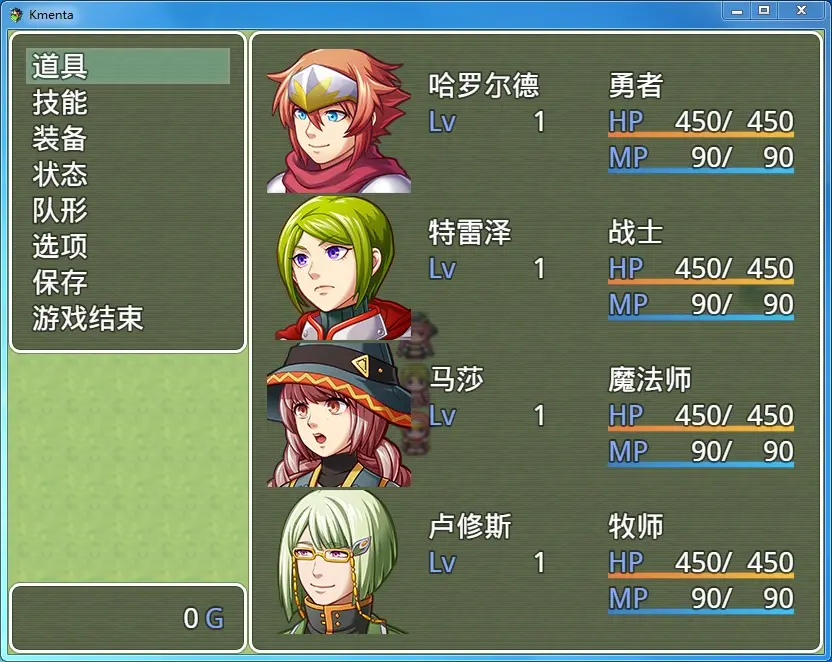 Kmenta
道具
技能
装备
状态
队形
选项
保存
游戏结束
0 G
哈罗尔德 勇者
Lv 1 HP 450/ 450
MP 90/ 90
特雷泽 战士
Lv 1 HP 450/ 450
MP 90/ 90
马莎 魔法师
Lv 1 HP 450/ 450
MP 90/ 90
卢修斯 牧师
Lv 1 HP 450/ 450
MP 90/ 90